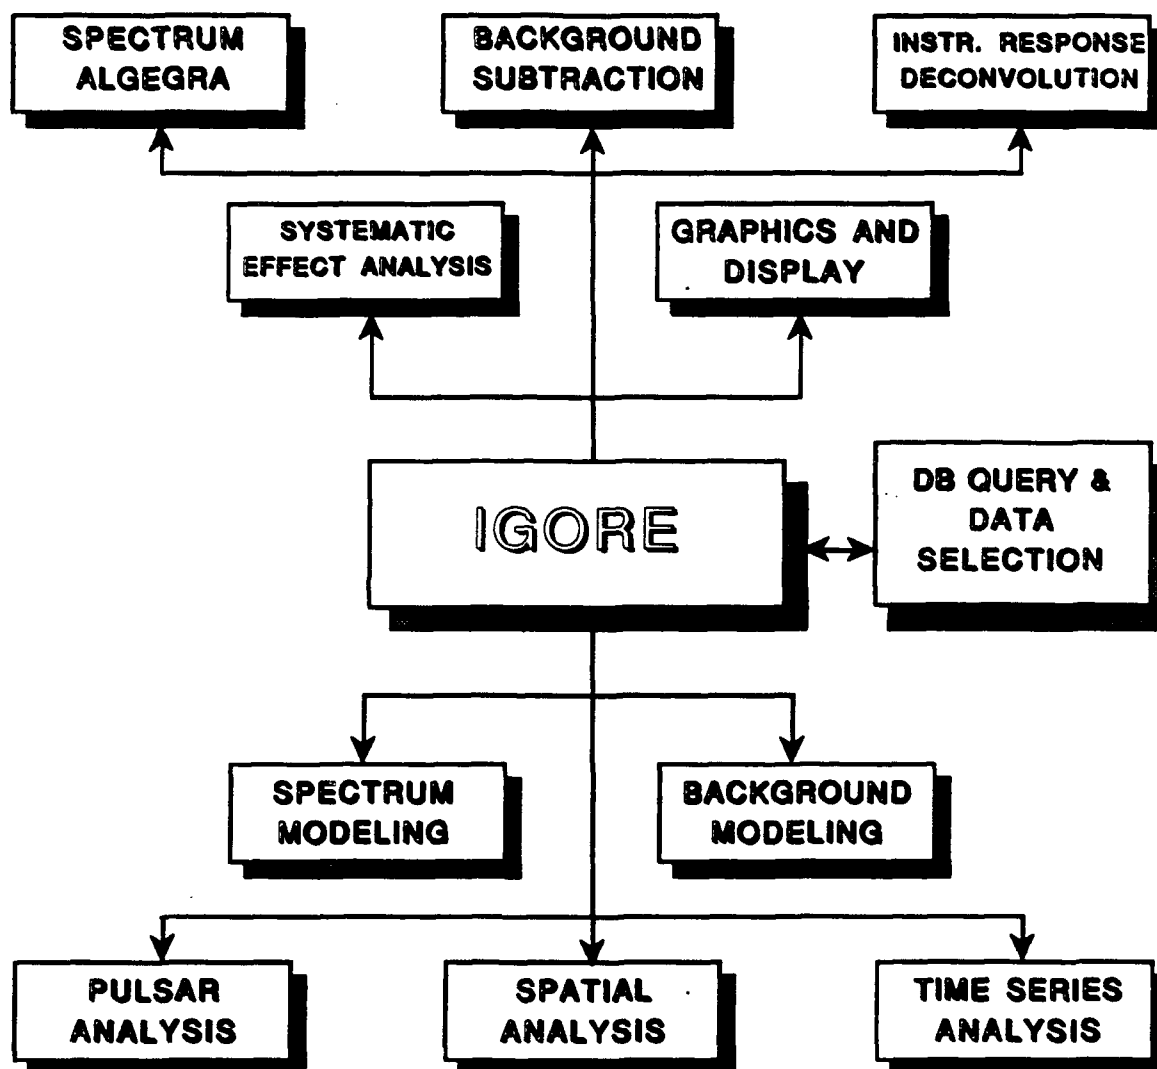 SPECTRUM
ALGEGRA
BACKGROUND
SUBTRACTION
INSTR. RESPONSE
DECONVOLUTION
SYSTEMATIC
EFFECT ANALYSIS
GRAPHICS AND
DISPLAY
IGORE
DB QUERY &
DATA
SELECTION
SPECTRUM
MODELING
BACKGROUND
MODELING
PULSAR
ANALYSIS
SPATIAL
ANALYSIS
TIME SERIES
ANALYSIS